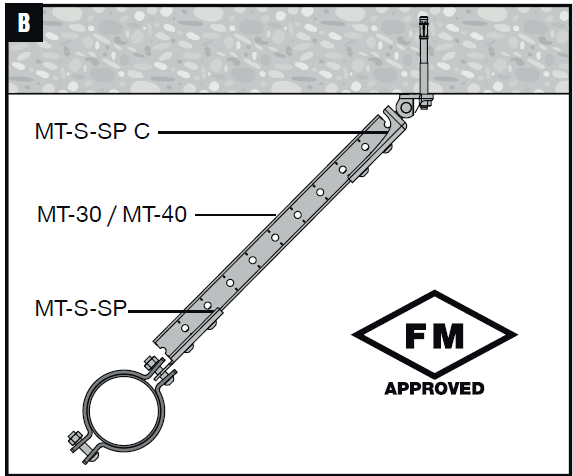 B
MT-S-SP C
MT-30 / MT-40
MT-S-SP
FM
APPROVED